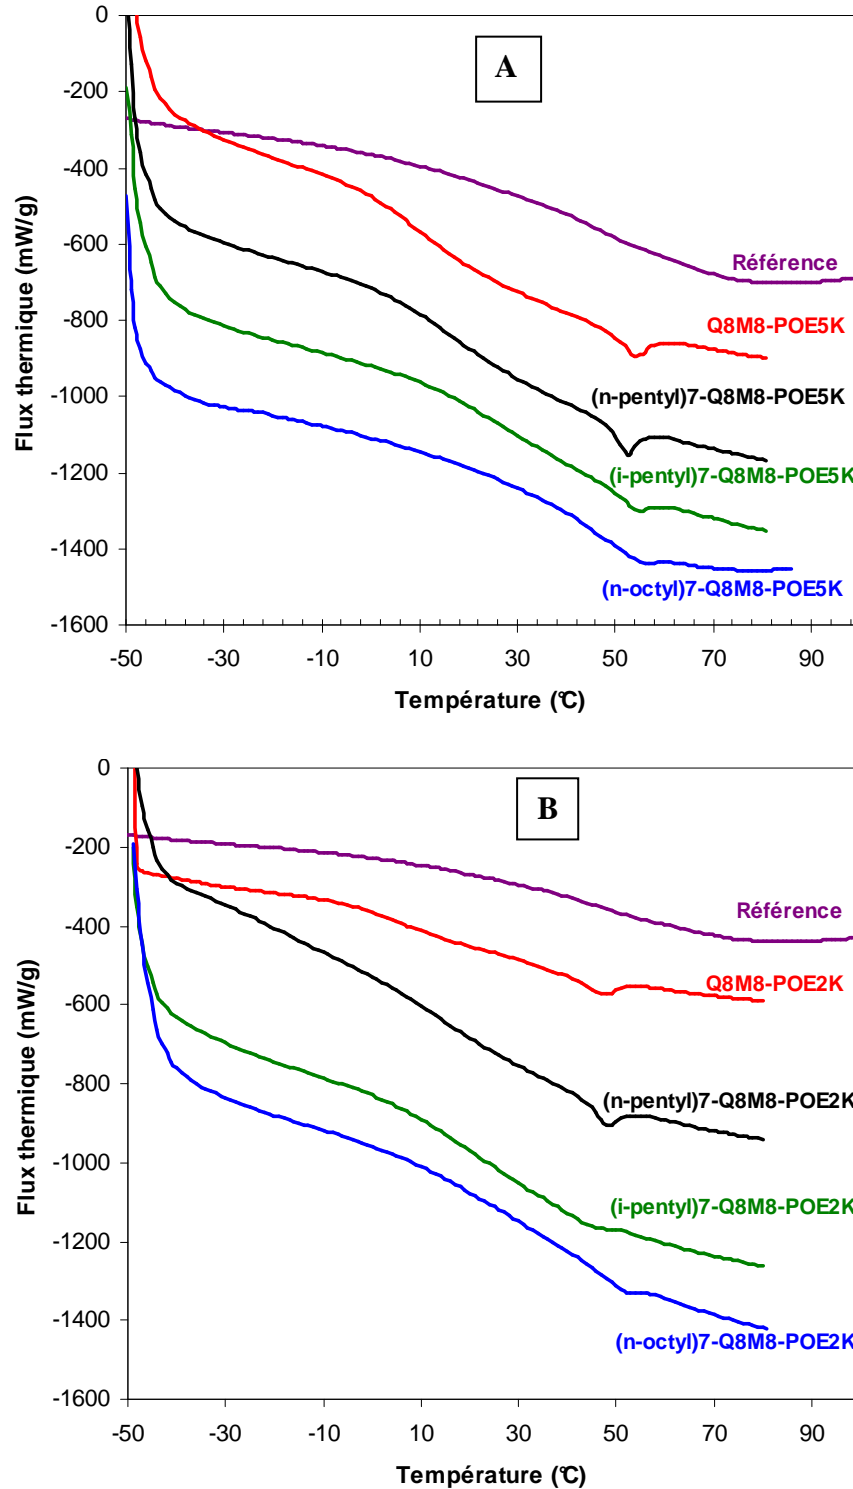 A
0
-200
-400
-600
-800
-1000
-1200
-1400
-1600
Flux thermique (mW/g)
Référence
Q8M8-POE5K
(n-pentyl)7-Q8M8-POE5K
(i-pentyl)7-Q8M8-POE5K
(n-octyl)7-Q8M8-POE5K
-50 -30 -10 10 30 50 70 90
Température (°C)
B
0
-200
-400
-600
-800
-1000
-1200
-1400
-1600
Flux thermique (mW/g)
Référence
Q8M8-POE2K
(n-pentyl)7-Q8M8-POE2K
(i-pentyl)7-Q8M8-POE2K
(n-octyl)7-Q8M8-POE2K
-50 -30 -10 10 30 50 70 90
Température (°C)